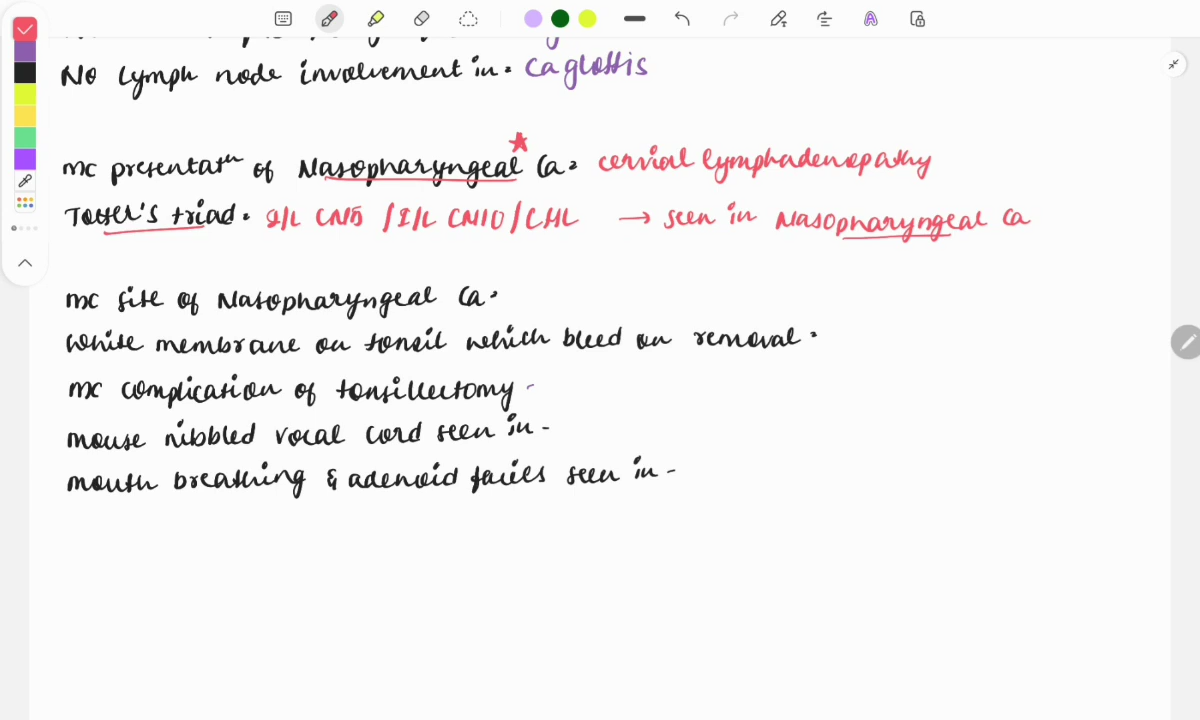 No lymph node involvement in. Ca glottis
mc presentatⁿ of Nasopharyngeal Ca = cervial lymphadenopathy
triad = I/L CN5 / I/L CN10 / CHL → seen in Nasopharyngeal Ca
mc site of Nasopharyngeal Ca.
white membrane on tonsil which bleed on removal =
mc complication of tonsillectomy -
mouse nibbled vocal cord seen in -
mouth breathing & adenoid facies seen in -